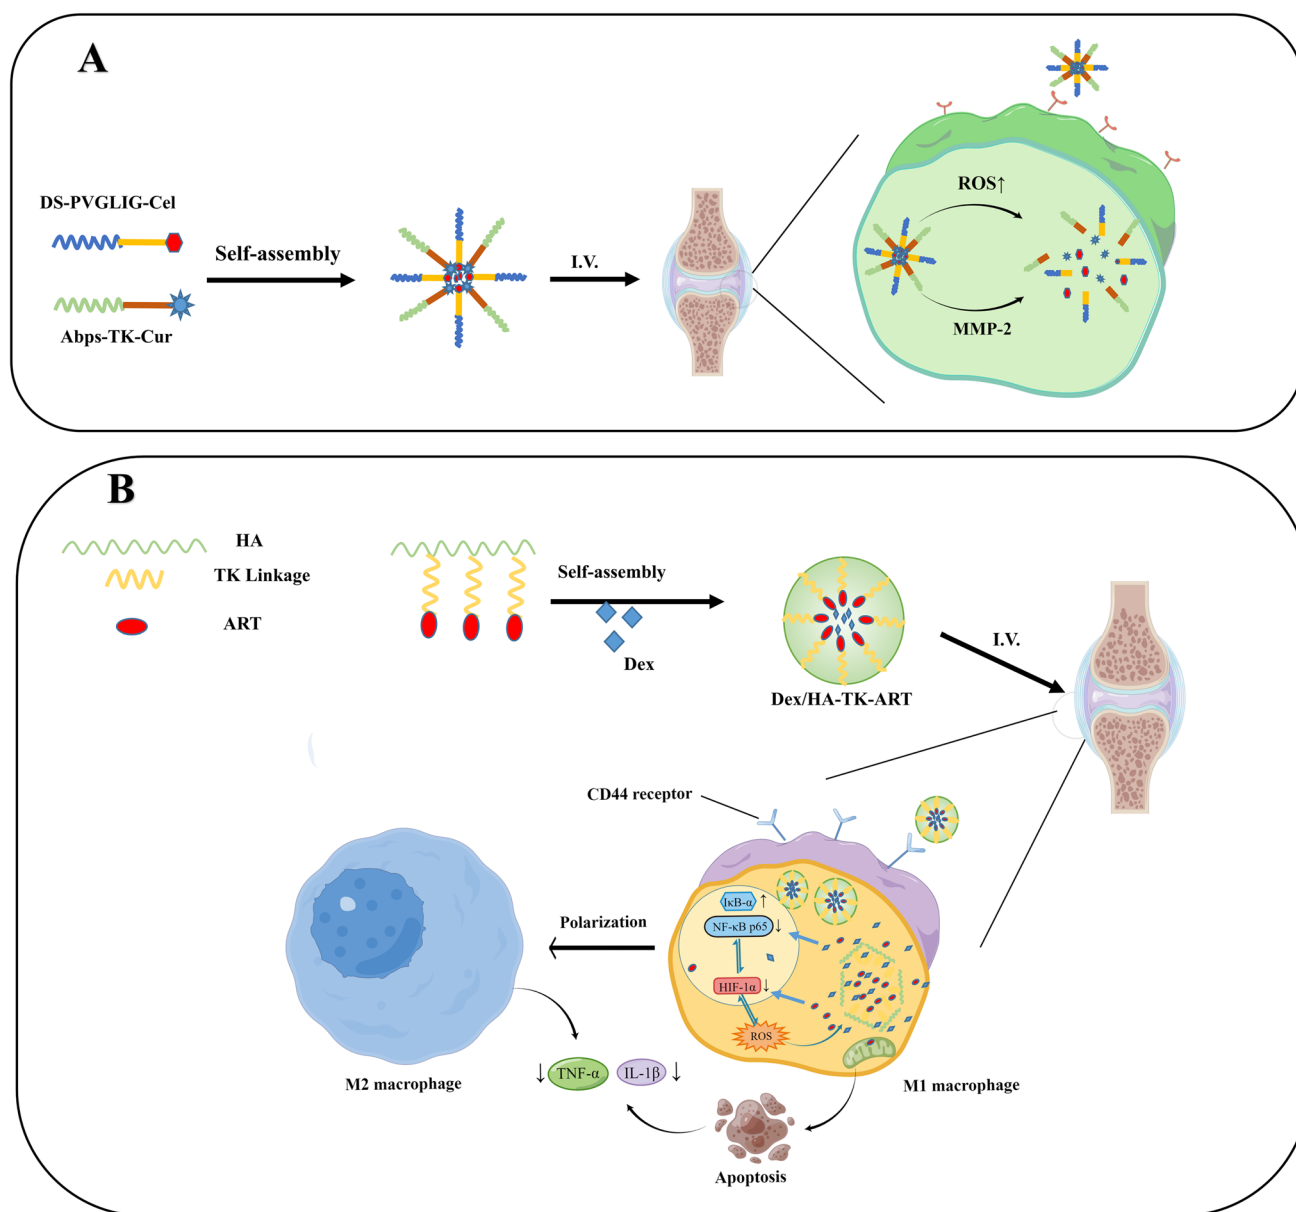 A
DS-PVGLIG-Cel
Abps-TK-Cur
Self-assembly
I.V.
ROS↑
MMP-2
B
HA
TK Linkage
ART
Self-assembly
Dex
Dex/HA-TK-ART
I.V.
CD44 receptor
IκB-α ↑
NF-κB p65 ↓
HIF-1α ↓
ROS
Polarization
M2 macrophage
M1 macrophage
↓ TNF-α
IL-1β ↓
Apoptosis